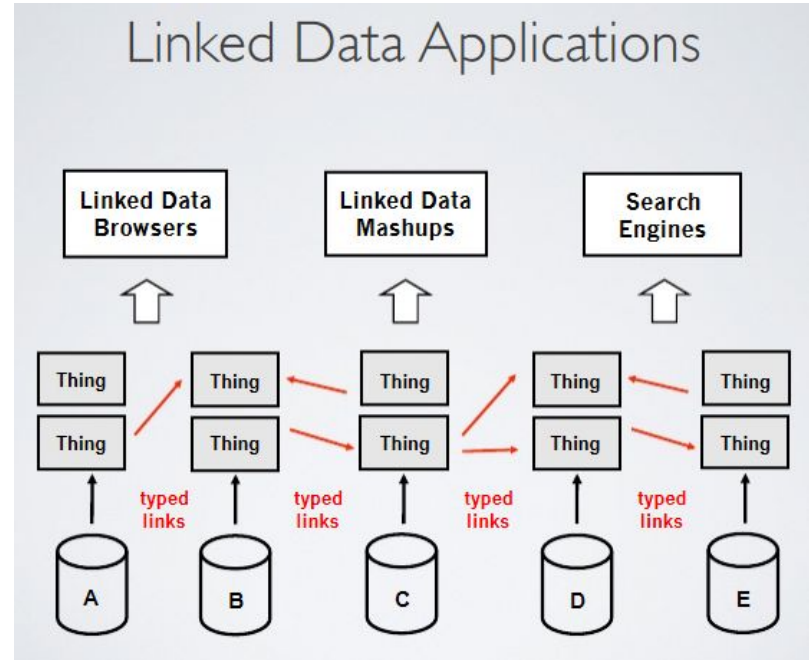 Linked Data Applications
Linked Data
Browsers
Linked Data
Mashups
Search
Engines
Thing
Thing
Thing
Thing
Thing
Thing
Thing
Thing
Thing
Thing
typed
links
typed
links
typed
links
typed
links
A
B
C
D
E